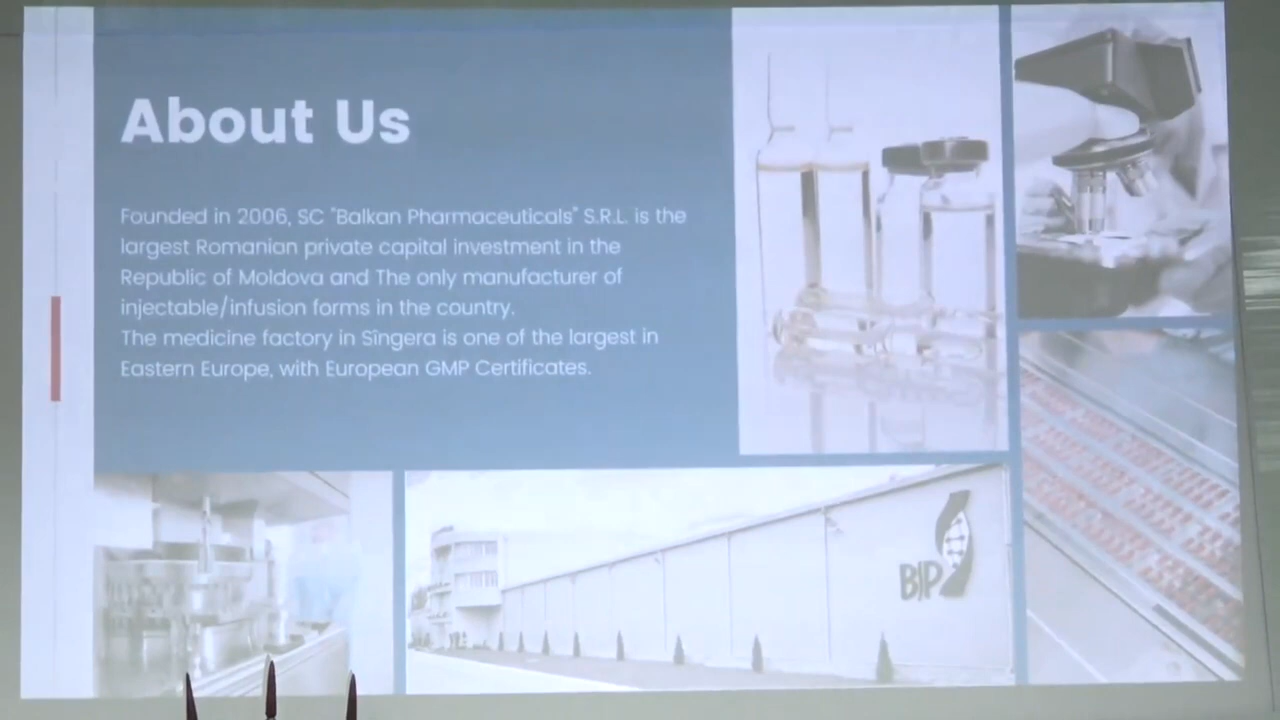 About Us
Founded in 2006, SC "Balkan Pharmaceuticals" S.R.L. is the
largest Romanian private capital investment in the
Republic of Moldova and The only manufacturer of
injectable/infusion forms in the country.
The medicine factory in Sîngera is one of the largest in
Eastern Europe, with European GMP Certificates.
BP